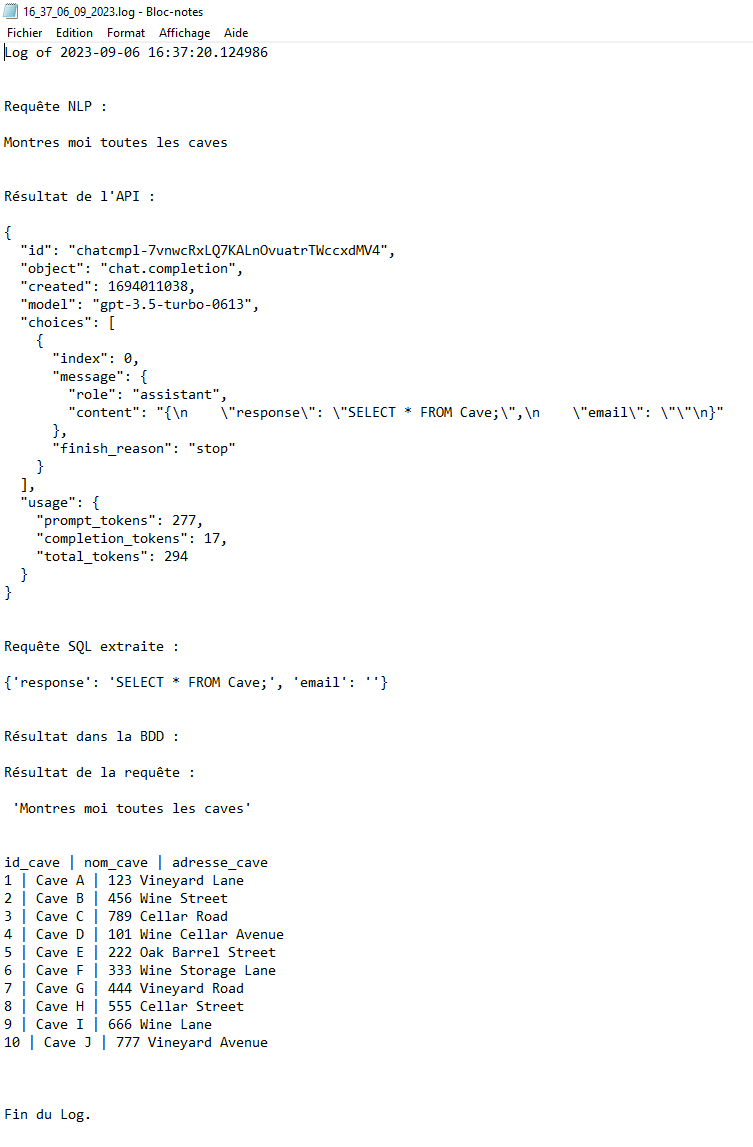 16_37_06_09_2023.log - Bloc-notes
Fichier Edition Format Affichage Aide
Log of 2023-09-06 16:37:20.124986
Requête NLP :
Montres moi toutes les caves
Résultat de l'API :
{
  "id": "chatcmpl-7vnwcRxLQ7KALnOvuatrTWccxdMV4",
  "object": "chat.completion",
  "created": 1694011038,
  "model": "gpt-3.5-turbo-0613",
  "choices": [
    {
      "index": 0,
      "message": {
        "role": "assistant",
        "content": "{\n    \"response\": \"SELECT * FROM Cave;\",\n    \"email\": \"\"\n}"
      },
      "finish_reason": "stop"
    }
  ],
  "usage": {
    "prompt_tokens": 277,
    "completion_tokens": 17,
    "total_tokens": 294
  }
}
Requête SQL extraite :
{'response': 'SELECT * FROM Cave;', 'email': ''}
Résultat dans la BDD :
Résultat de la requête :
 'Montres moi toutes les caves'
id_cave | nom_cave | adresse_cave
1 | Cave A | 123 Vineyard Lane
2 | Cave B | 456 Wine Street
3 | Cave C | 789 Cellar Road
4 | Cave D | 101 Wine Cellar Avenue
5 | Cave E | 222 Oak Barrel Street
6 | Cave F | 333 Wine Storage Lane
7 | Cave G | 444 Vineyard Road
8 | Cave H | 555 Cellar Street
9 | Cave I | 666 Wine Lane
10 | Cave J | 777 Vineyard Avenue
Fin du Log.